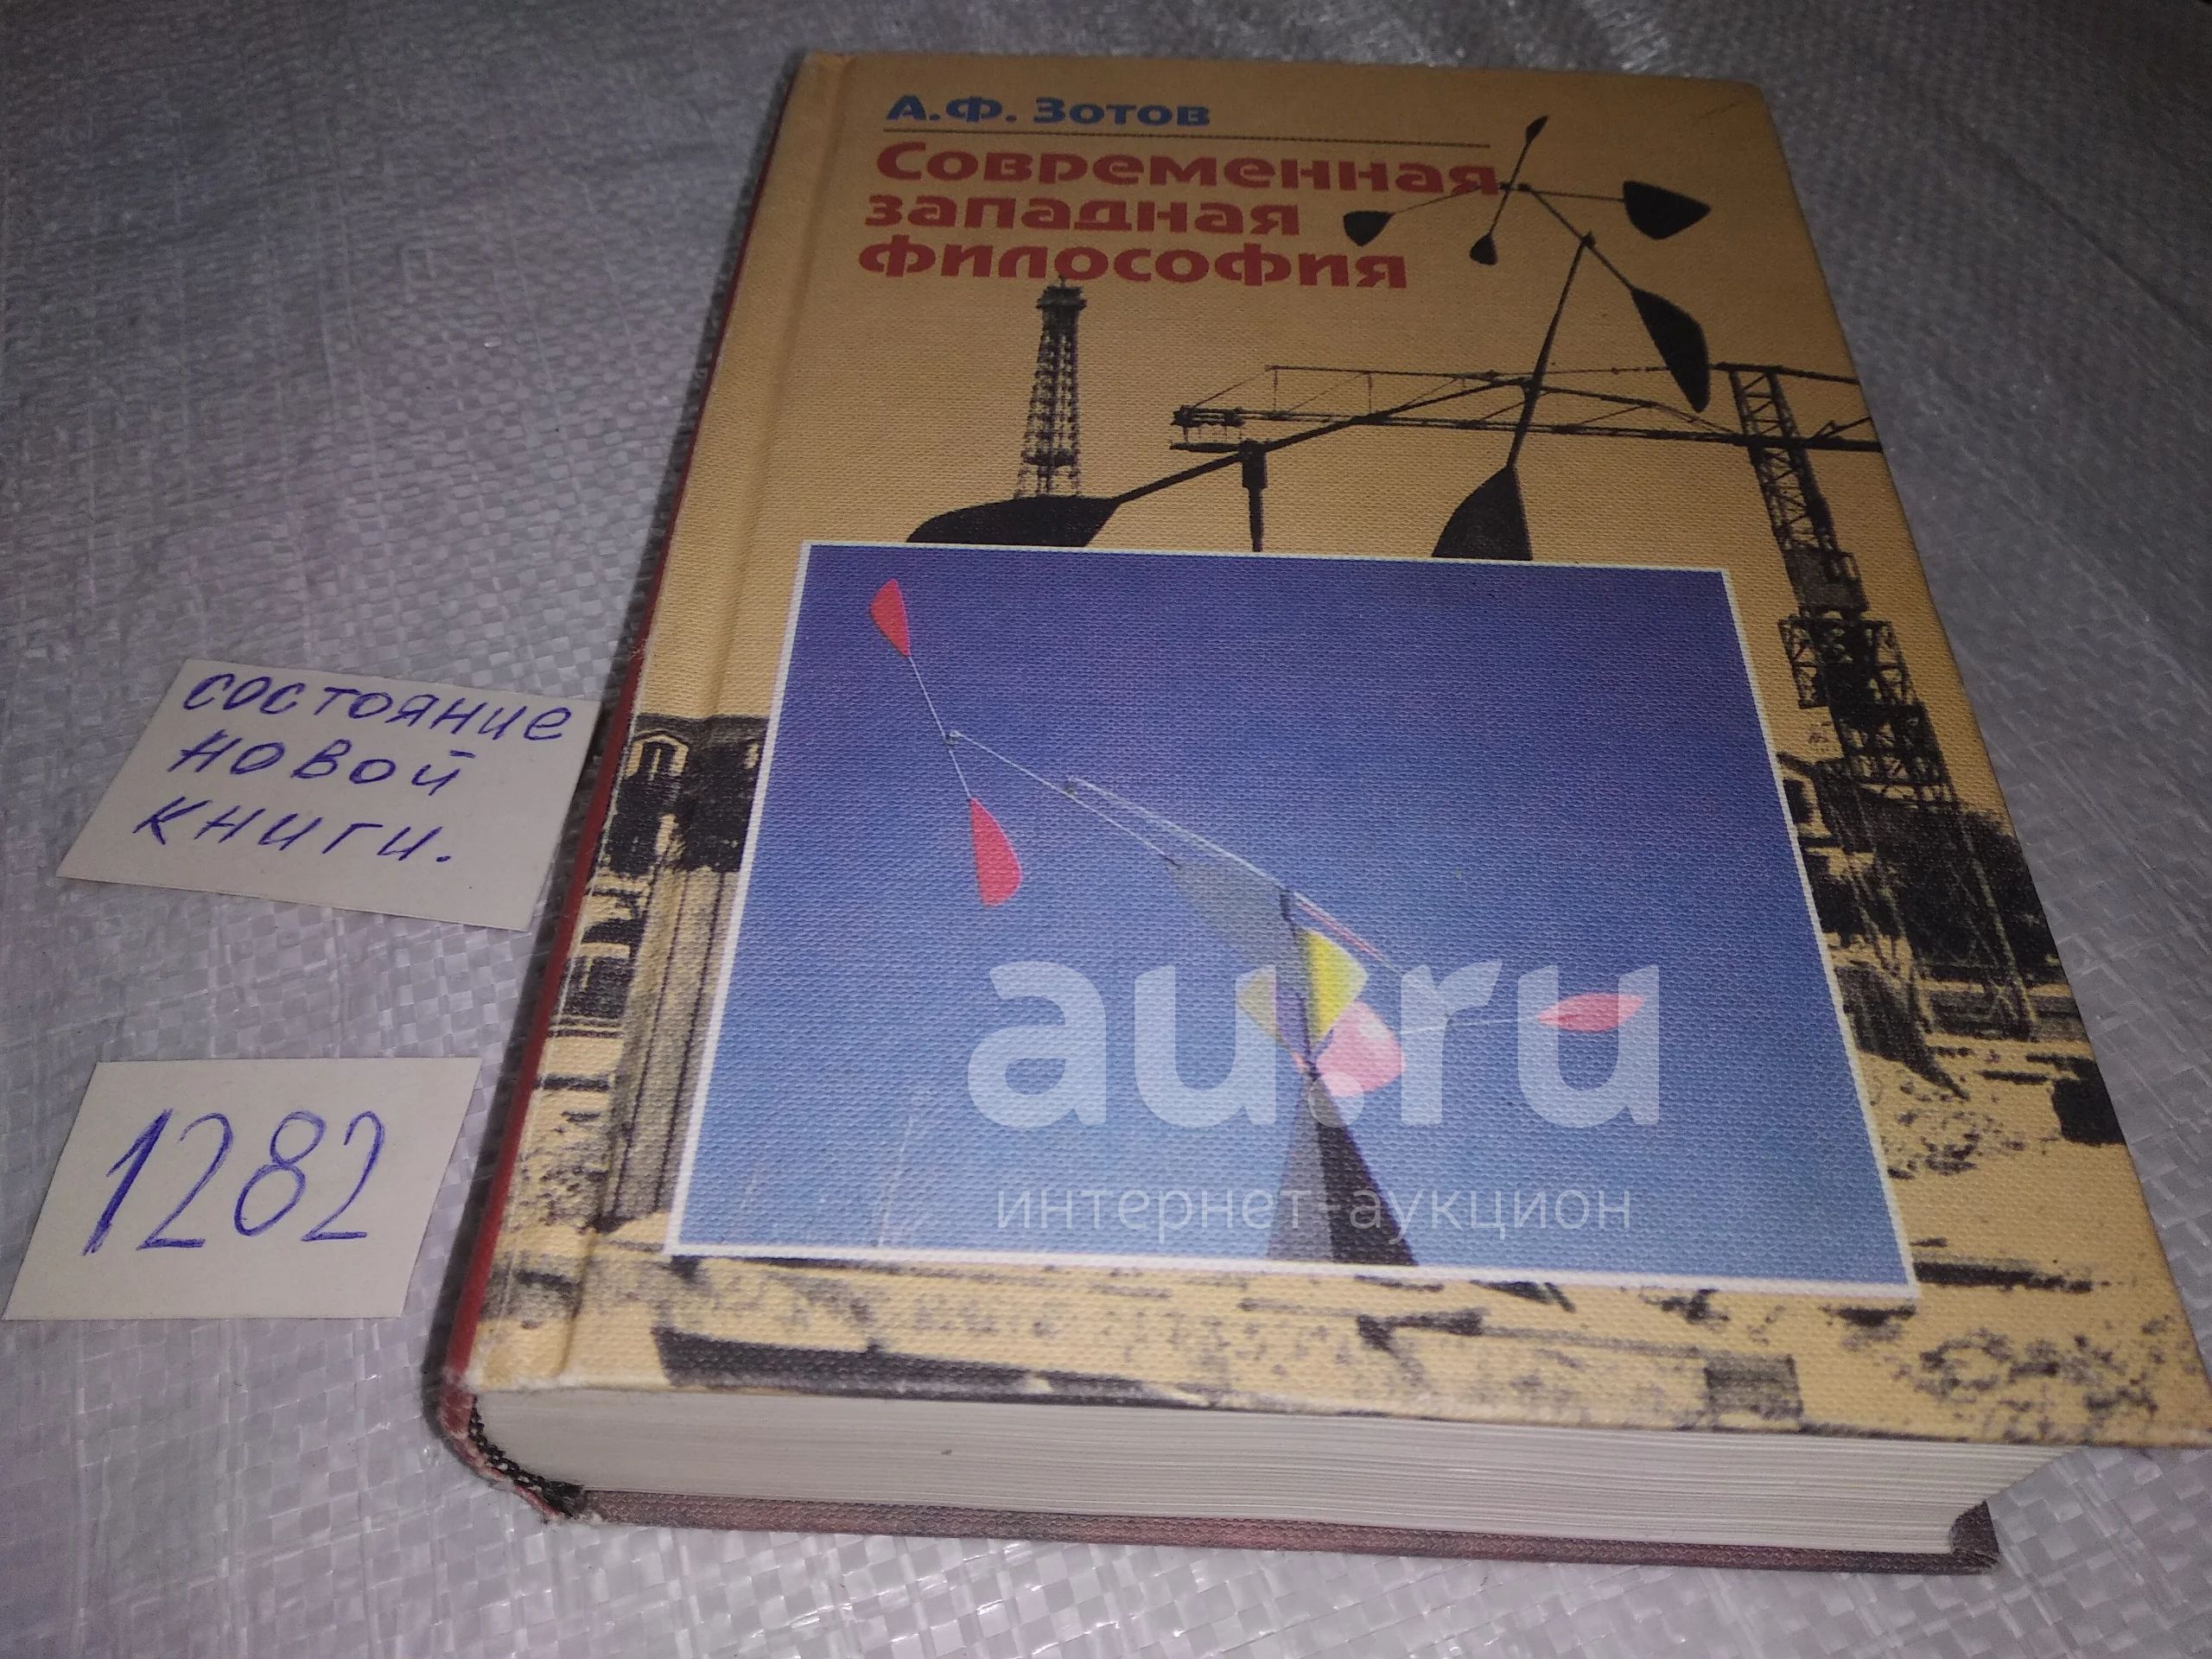 А.Ф. Зотов
Современная
западная
философия
состояние
новой
книги.
1282
au.ru
интернет-аукцион